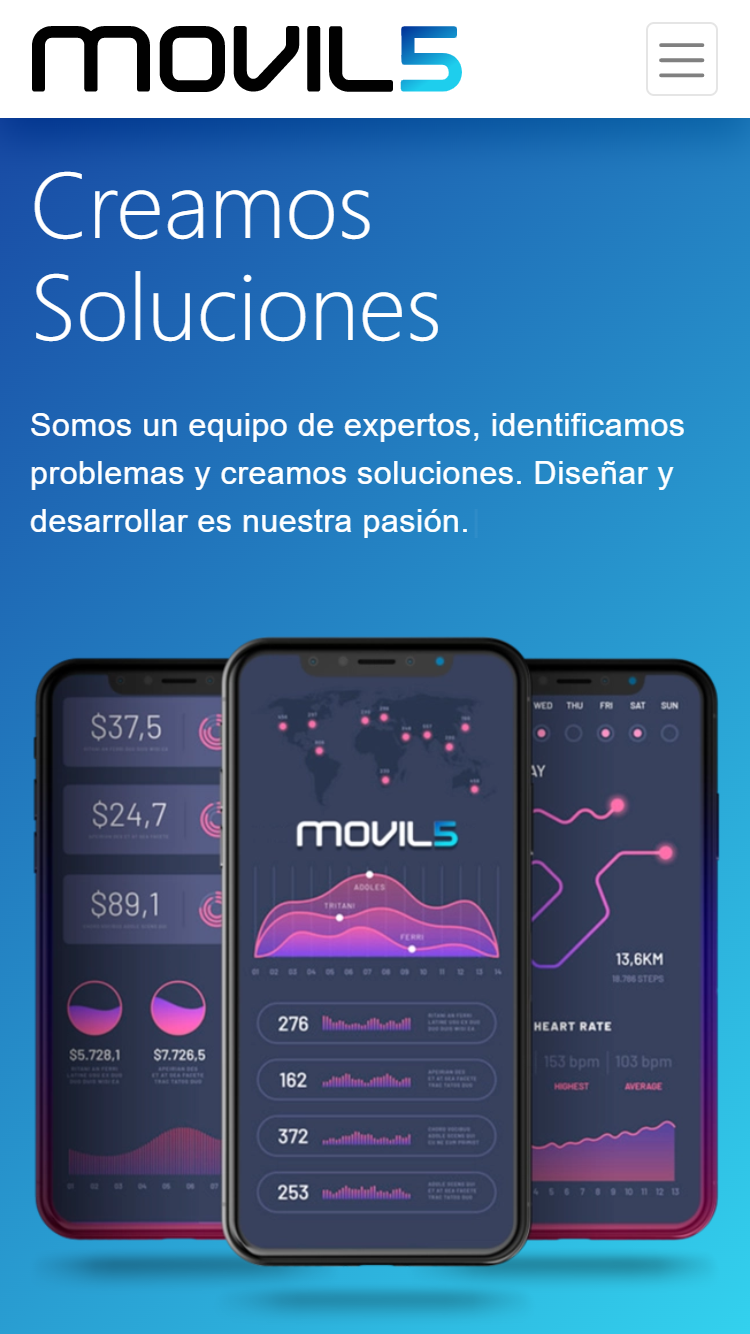 MOVIL5
Creamos
Soluciones
Somos un equipo de expertos, identificamos
problemas y creamos soluciones. Diseñar y
desarrollar es nuestra pasión.
$37,5
$24,7
$89,1
$5.728,1 $7.726,5
01 02 03 04 05 06 07
MOVIL5
ADOLES
TRITANI
FERRI
01 02 03 04 05 06 07 08 09 10 11 12 13 14
276
162
372
253
WED THU FRI SAT SUN
AY
13,6KM
18.766 STEPS
HEART RATE
153 bpm 103 bpm
HIGHEST AVERAGE
4 5 6 7 8 9 10 11 12 13